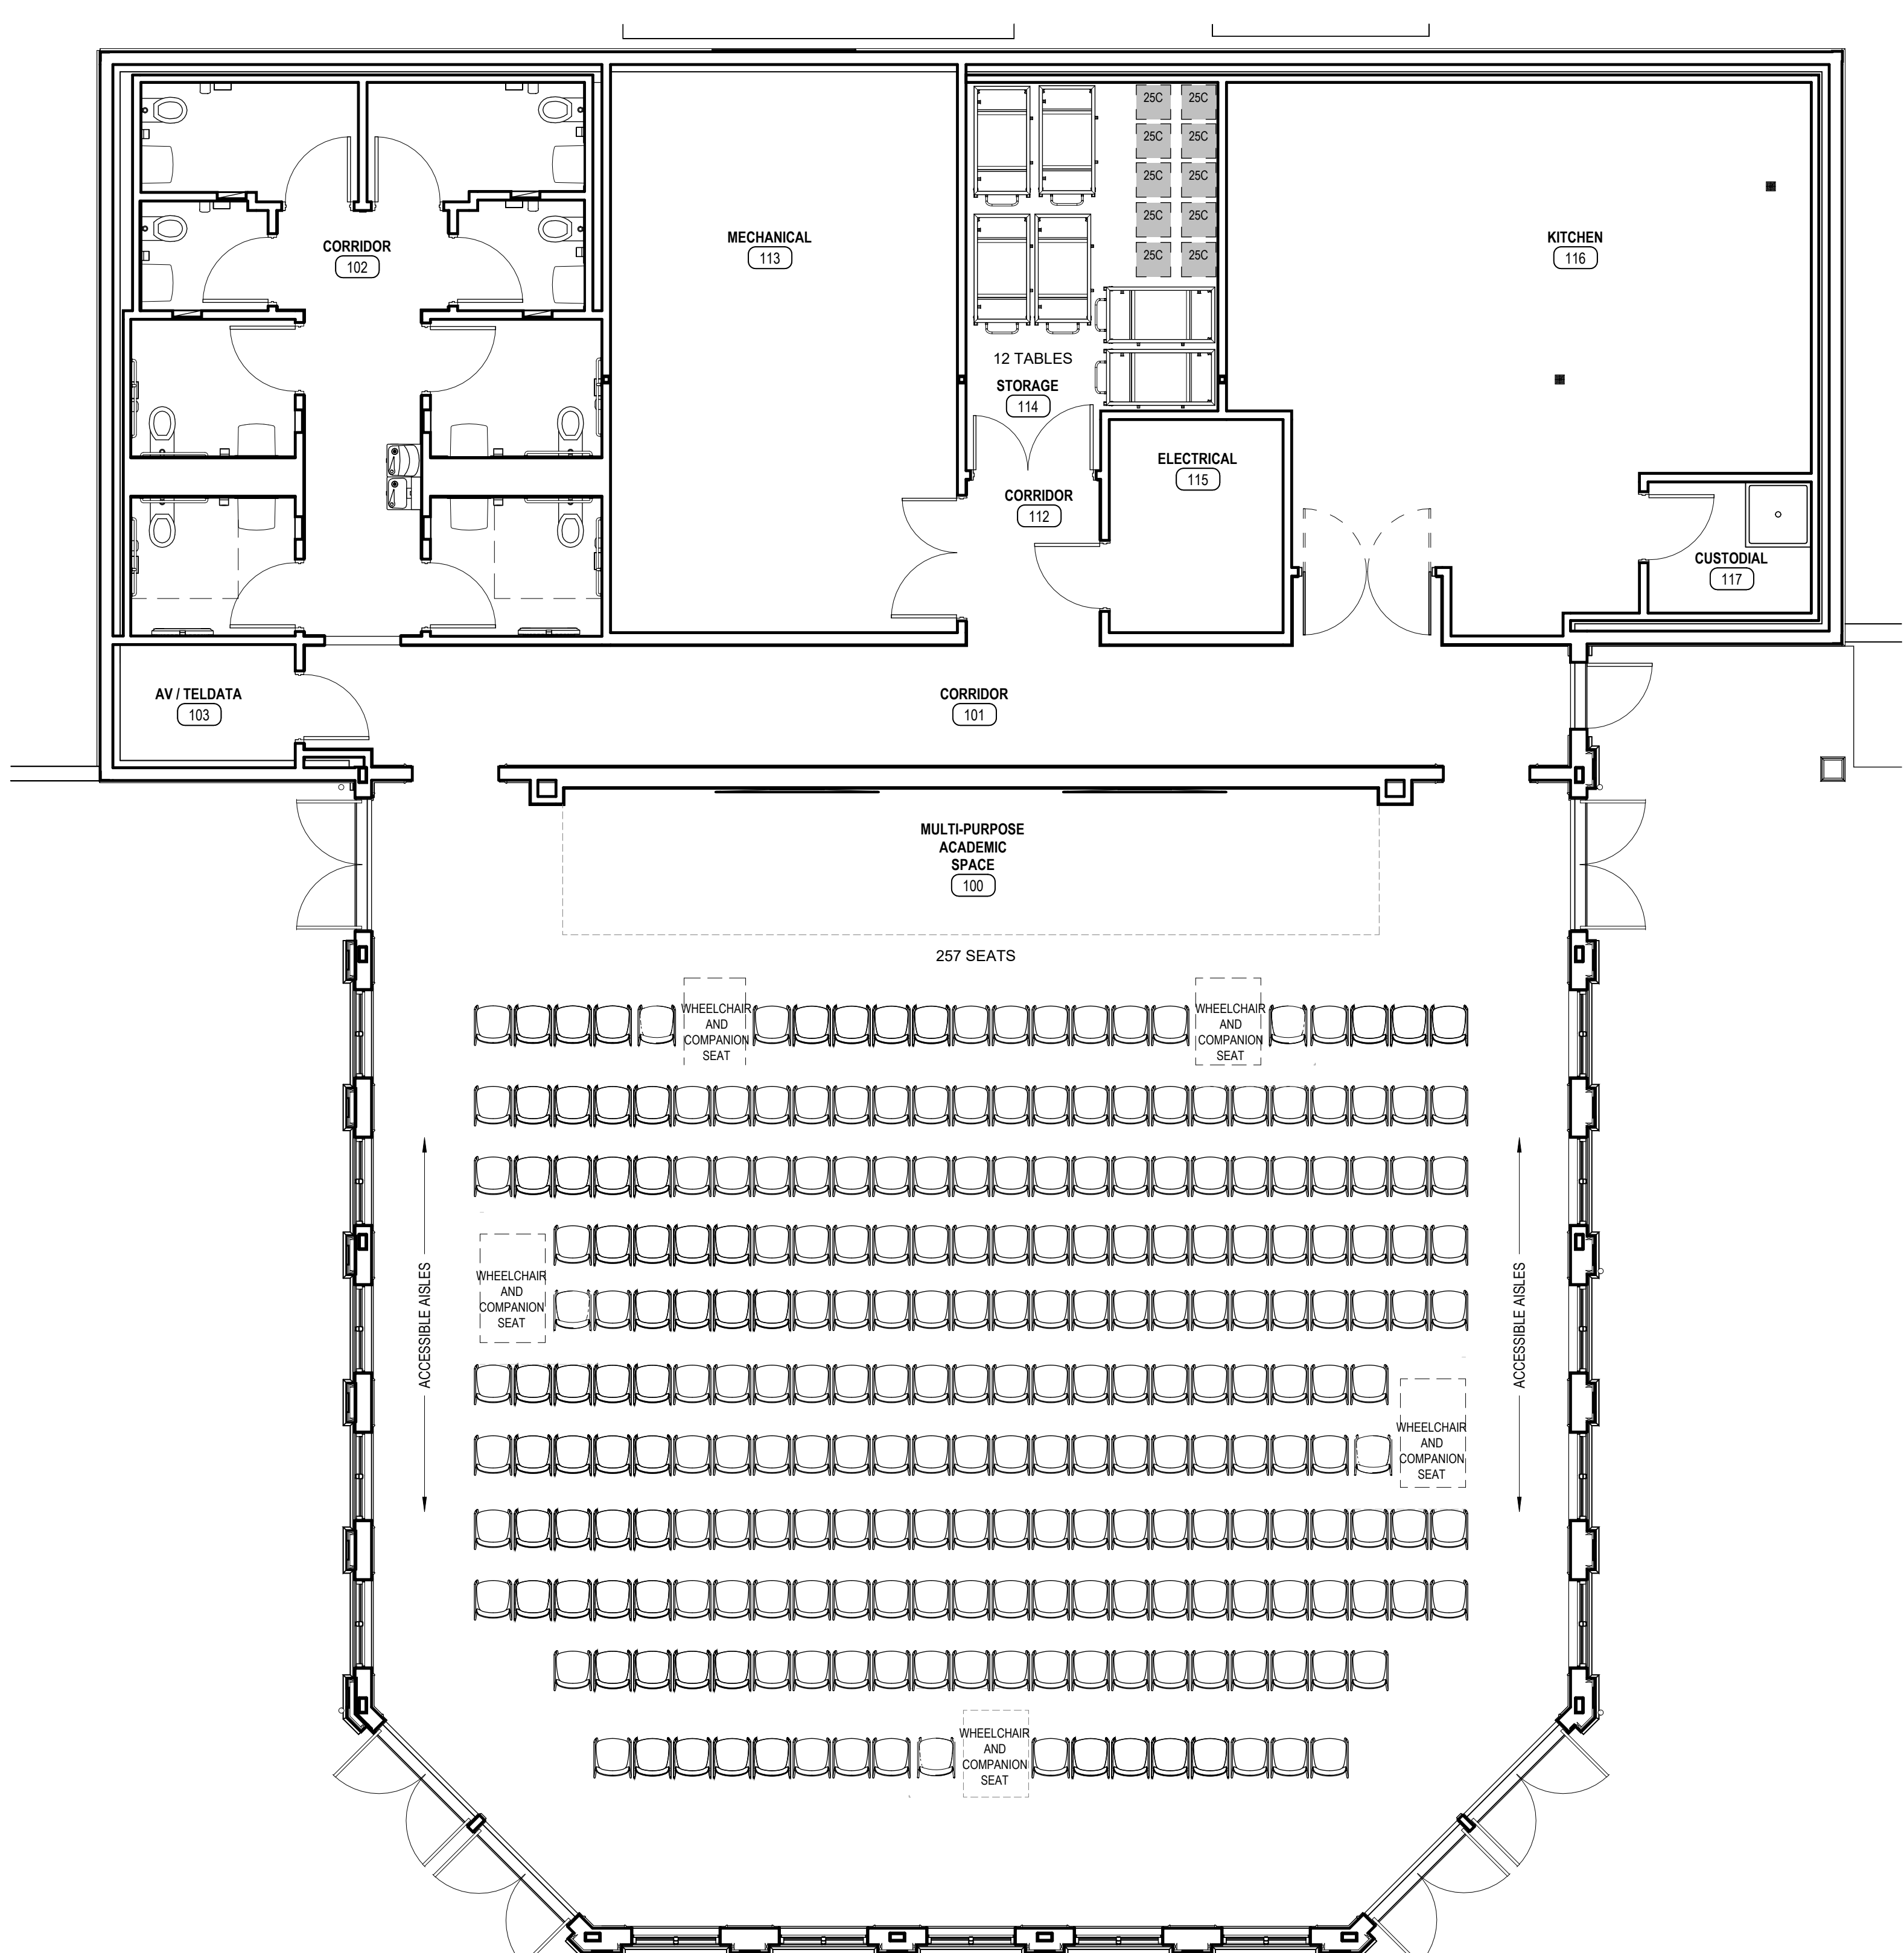 25C 25C
25C 25C
25C 25C
25C 25C
25C 25C
CORRIDOR
102
MECHANICAL
113
KITCHEN
116
12 TABLES
STORAGE
114
ELECTRICAL
115
CORRIDOR
112
CUSTODIAL
117
AV / TELDATA
103
CORRIDOR
101
MULTI-PURPOSE
ACADEMIC
SPACE
100
257 SEATS
WHEELCHAIR
AND
COMPANION
SEAT
WHEELCHAIR
AND
COMPANION
SEAT
ACCESSIBLE AISLES
WHEELCHAIR
AND
COMPANION
SEAT
ACCESSIBLE AISLES
WHEELCHAIR
AND
COMPANION
SEAT
WHEELCHAIR
AND
COMPANION
SEAT